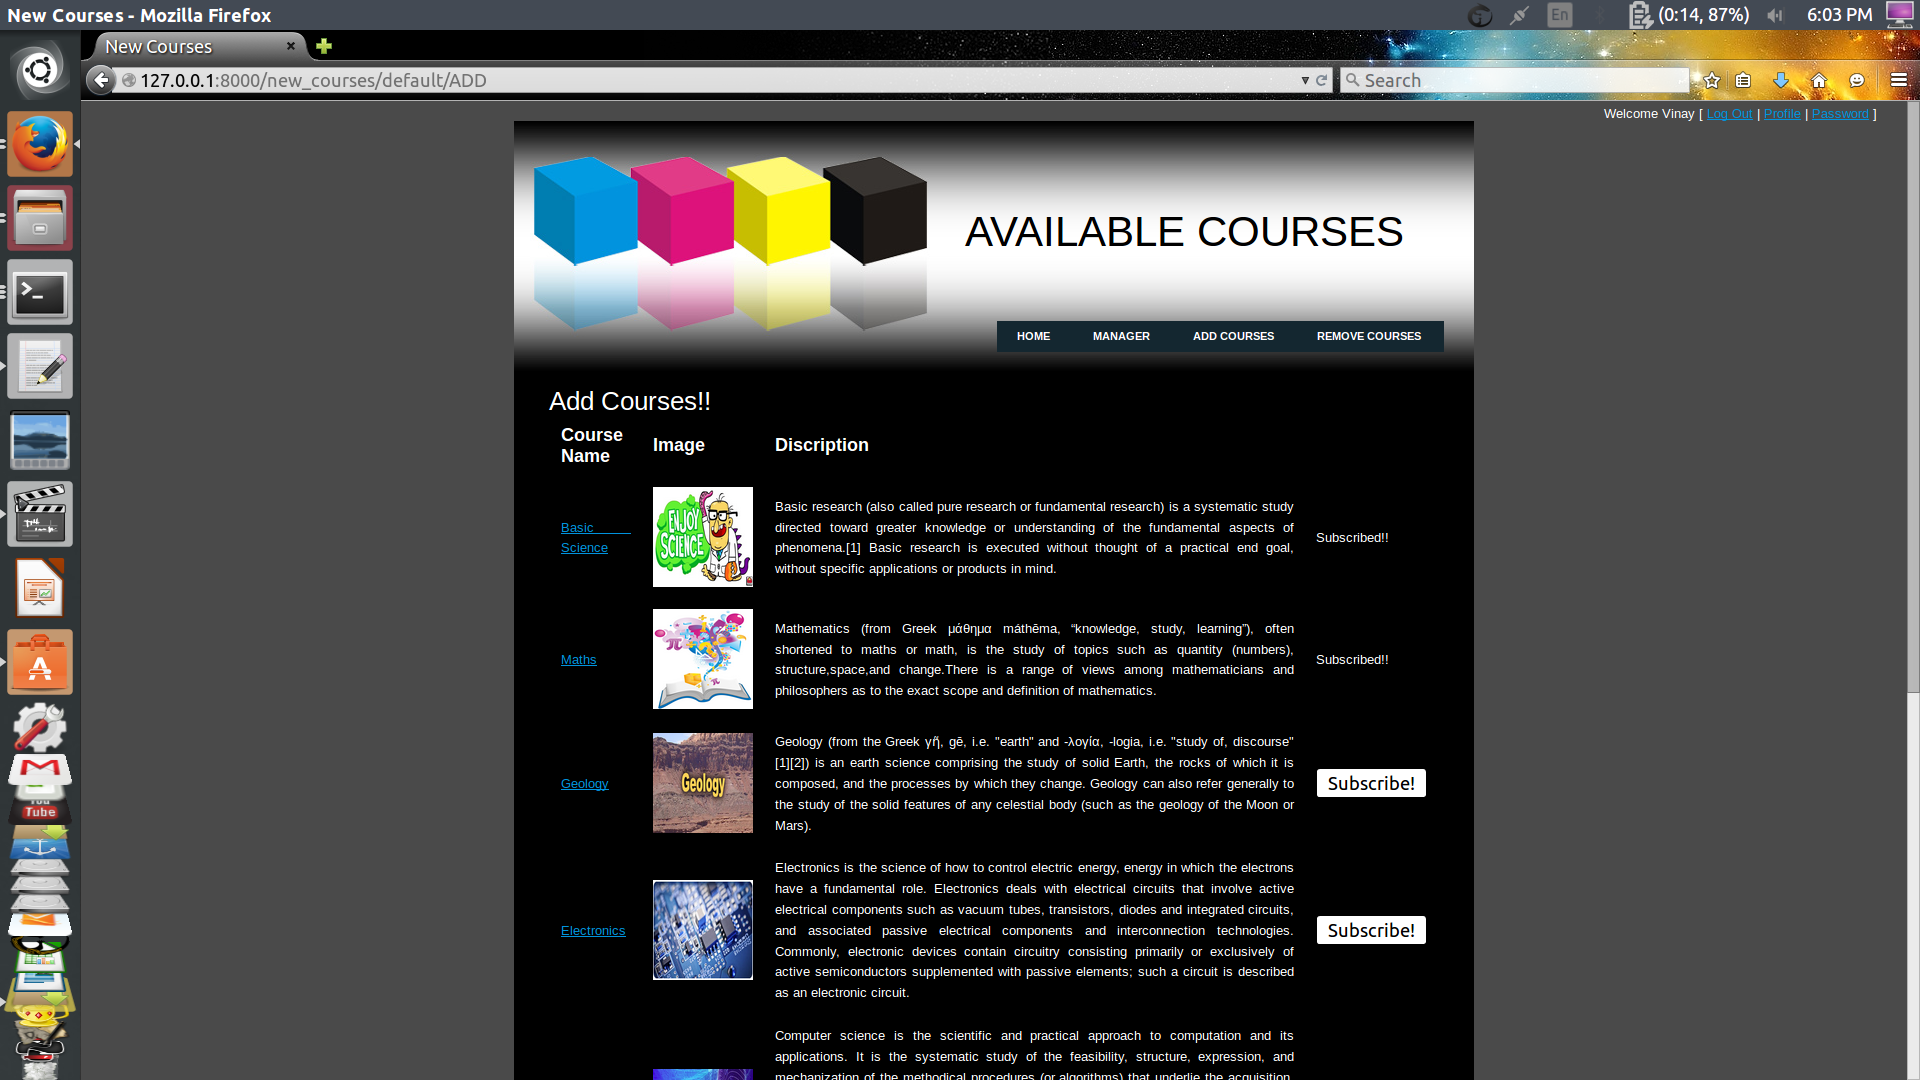 New Courses - Mozilla Firefox
En
(0:14, 87%)
6:03 PM
New Courses
127.0.0.1:8000/new_courses/default/ADD
Search
Welcome Vinay [ Log Out | Profile | Password ]
AVAILABLE COURSES
HOME MANAGER ADD COURSES REMOVE COURSES
Add Courses!!
Course
Name
Image
Discription
Basic
Science
ENJOY
SCIENCE
Basic research (also called pure research or fundamental research) is a systematic study
directed toward greater knowledge or understanding of the fundamental aspects of
phenomena.[1] Basic research is executed without thought of a practical end goal,
without specific applications or products in mind.
Subscribed!!
Maths
Mathematics (from Greek μάθημα máthēma, “knowledge, study, learning”), often
shortened to maths or math, is the study of topics such as quantity (numbers),
structure,space,and change.There is a range of views among mathematicians and
philosophers as to the exact scope and definition of mathematics.
Subscribed!!
Geology
Geology
Geology (from the Greek γῆ, gē, i.e. "earth" and -λογία, -logia, i.e. "study of, discourse"
[1][2]) is an earth science comprising the study of solid Earth, the rocks of which it is
composed, and the processes by which they change. Geology can also refer generally to
the study of the solid features of any celestial body (such as the geology of the Moon or
Mars).
Subscribe!
Electronics
Electronics is the science of how to control electric energy, energy in which the electrons
have a fundamental role. Electronics deals with electrical circuits that involve active
electrical components such as vacuum tubes, transistors, diodes and integrated circuits,
and associated passive electrical components and interconnection technologies.
Commonly, electronic devices contain circuitry consisting primarily or exclusively of
active semiconductors supplemented with passive elements; such a circuit is described
as an electronic circuit.
Subscribe!
Computer science is the scientific and practical approach to computation and its
applications. It is the systematic study of the feasibility, structure, expression, and
mechanization of the methodical procedures (or algorithms) that underlie the acquisition,
You
Tube